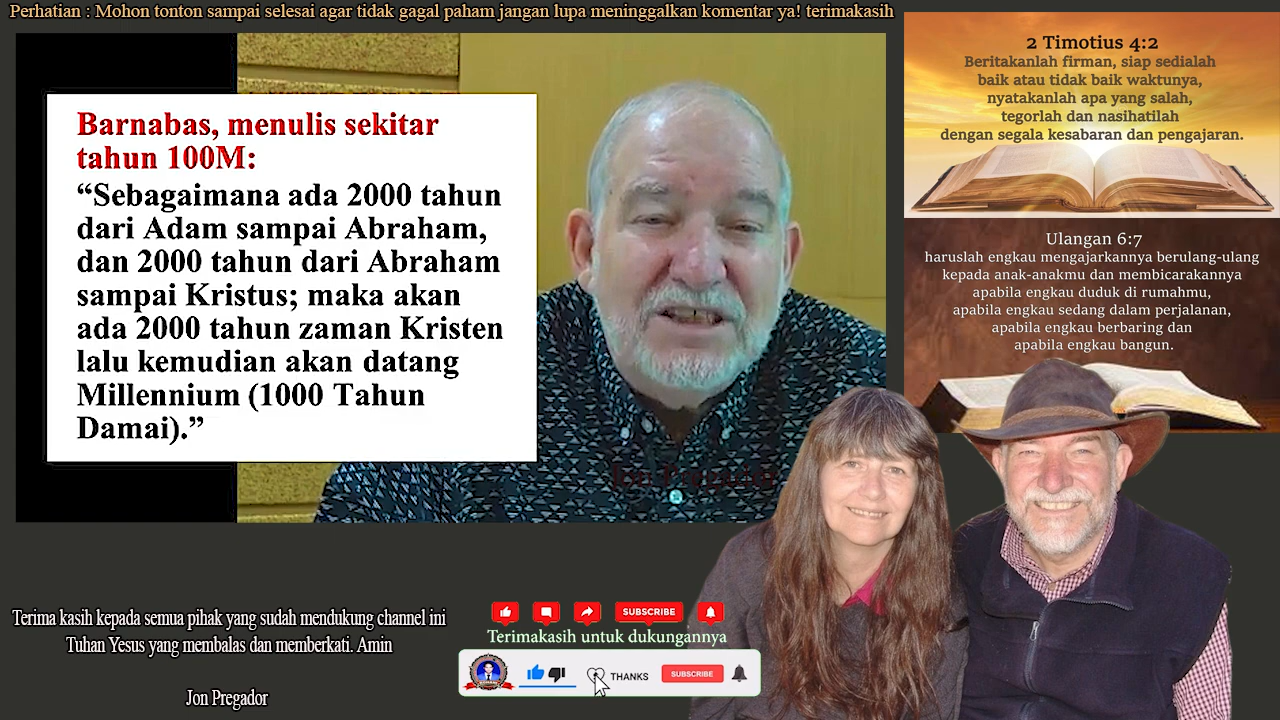 Perhatian : Mohon tonton sampai selesai agar tidak gagal paham jangan lupa meninggalkan komentar ya! terimakasih
Barnabas, menulis sekitar
tahun 100M:
“Sebagaimana ada 2000 tahun
dari Adam sampai Abraham,
dan 2000 tahun dari Abraham
sampai Kristus; maka akan
ada 2000 tahun zaman Kristen
lalu kemudian akan datang
Millennium (1000 Tahun
Damai).”
Jon Pregador
2 Timotius 4:2
Beritakanlah firman, siap sedialah
baik atau tidak baik waktunya,
nyatakanlah apa yang salah,
tegorlah dan nasihatilah
dengan segala kesabaran dan pengajaran.
Ulangan 6:7
haruslah engkau mengajarkannya berulang-ulang
kepada anak-anakmu dan membicarakannya
apabila engkau duduk di rumahmu,
apabila engkau sedang dalam perjalanan,
apabila engkau berbaring dan
apabila engkau bangun.
Terima kasih kepada semua pihak yang sudah mendukung channel ini
Tuhan Yesus yang membalas dan memberkati. Amin
Jon Pregador
SUBSCRIBE
Terimakasih untuk dukungannya
THANKS
SUBSCRIBE